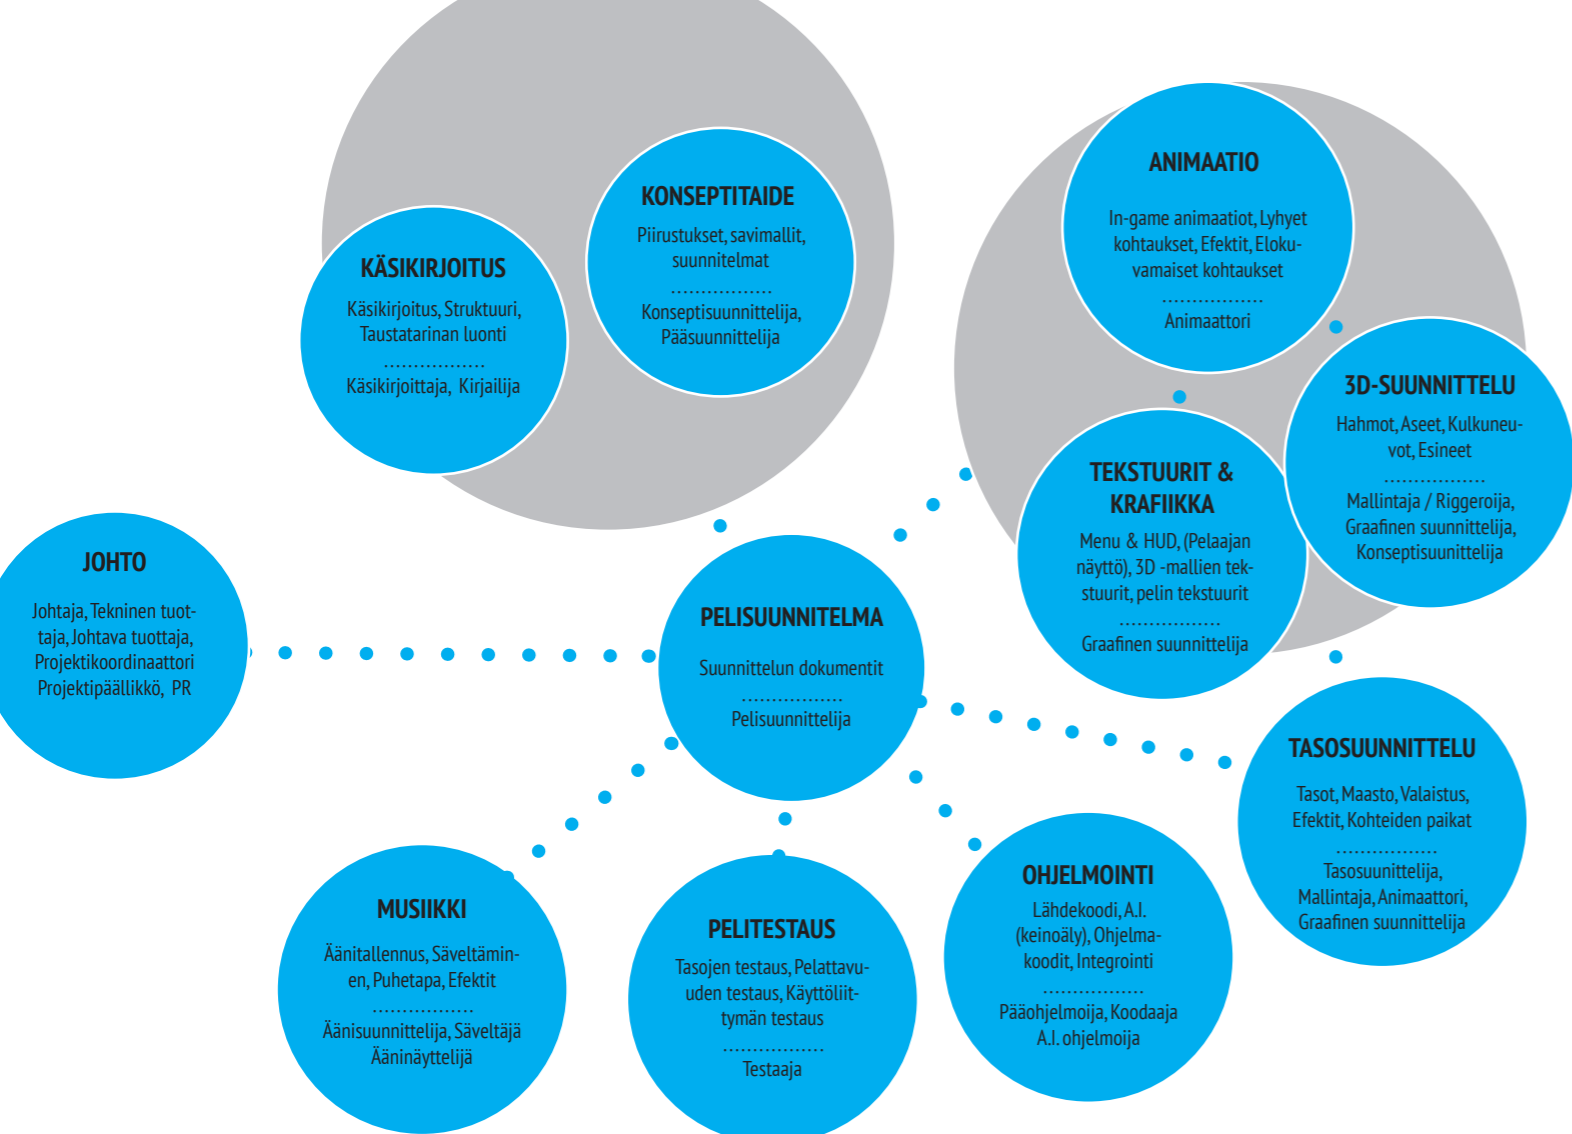 KÄSIKIRJOITUS
Käsikirjoitus, Struktuuri,
Taustatarinan luonti
.................
Käsikirjoittaja, Kirjailija
KONSEPTITAIDE
Piirustukset, savimallit,
suunnitelmat
.................
Konseptisuunnittelija,
Pääsuunnittelija
ANIMAATIO
In-game animaatiot, Lyhyet
kohtaukset, Efektit, Eloku-
vamaiset kohtaukset
.................
Animaattori
3D-SUUNNITTELU
Hahmot, Aseet, Kulkuneu-
vot, Esineet
.................
Mallintaja / Riggeroija,
Graafinen suunnittelija,
Konseptisuunittelija
TEKSTUURIT &
KRAFIIKKA
Menu & HUD, (Pelaajan
näyttö), 3D -mallien tek-
stuurit, pelin tekstuurit
.................
Graafinen suunnittelija
JOHTO
Johtaja, Tekninen tuot-
taja, Johtava tuottaja,
Projektikoordinaattori
Projektipäällikkö, PR
PELISUUNNITELMA
Suunnittelun dokumentit
.................
Pelisuunnittelija
TASOSUUNNITTELU
Tasot, Maasto, Valaistus,
Efektit, Kohteiden paikat
.................
Tasosuunittelija,
Mallintaja, Animaattori,
Graafinen suunnittelija
MUSIIKKI
Äänitallennus, Säveltämin-
en, Puhetapa, Efektit
.................
Äänisuunnittelija, Säveltäjä
Ääninäyttelijä
PELITESTAUS
Tasojen testaus, Pelattavu-
uden testaus, Käyttöliit-
tymän testaus
.................
Testaaja
OHJELMOINTI
Lähdekoodi, A.I.
(keinoäly), Ohjelma-
koodit, Integrointi
.................
Pääohjelmoija, Koodaaja
A.I. ohjelmoija